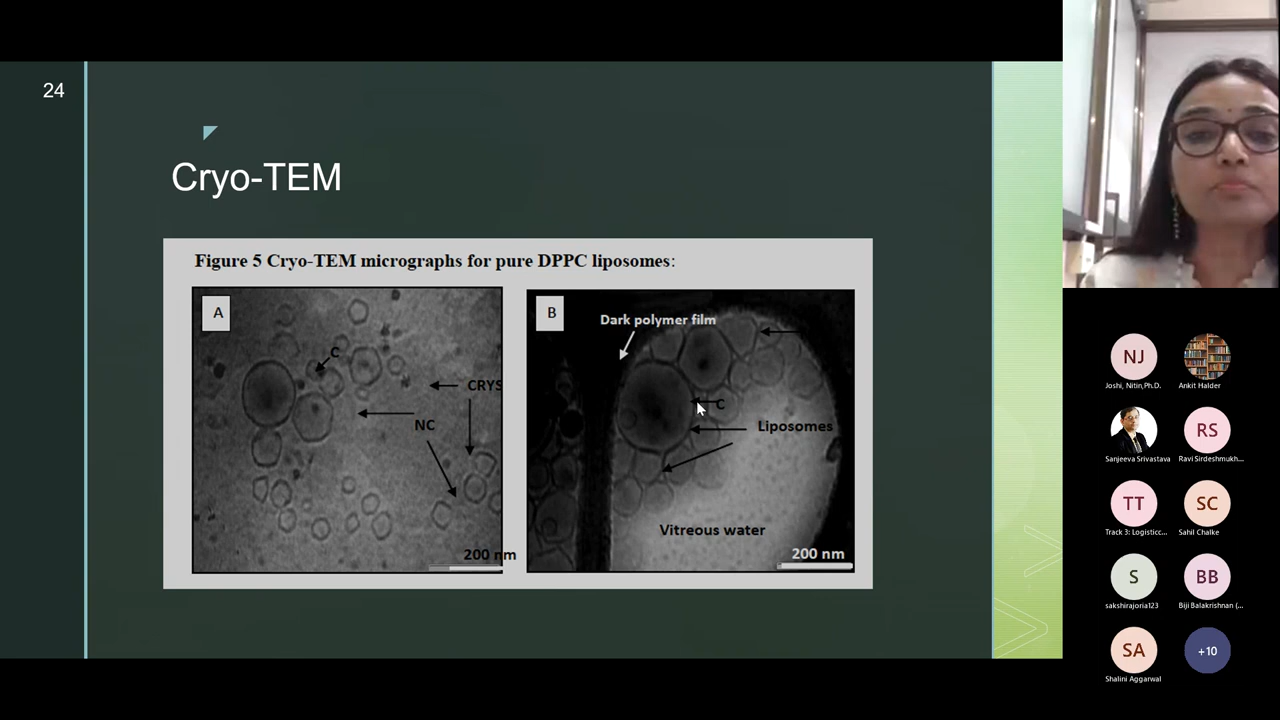 24
Cryo-TEM
Figure 5 Cryo-TEM micrographs for pure DPPC liposomes:
A
C
CRYS
NC
200 nm
B
Dark polymer film
C
Liposomes
Vitreous water
200 nm
NJ
Joshi, Nitin,Ph.D.
Ankit Halder
Sanjeeva Srivastava
RS
Ravi Sirdeshmukh...
TT
Track 3: Logisticc...
SC
Sahil Chalke
S
sakshirajoria123
BB
Biji Balakrishnan (...
SA
Shalini Aggarwal
+10